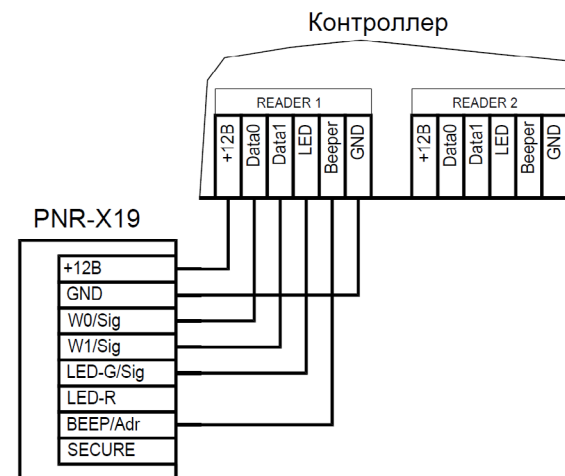 Контроллер
READER 1
READER 2
+12В
Data0
Data1
LED
Beeper
GND
+12В
Data0
Data1
LED
Beeper
GND
PNR-X19
+12В
GND
W0/Sig
W1/Sig
LED-G/Sig
LED-R
BEEP/Adr
SECURE